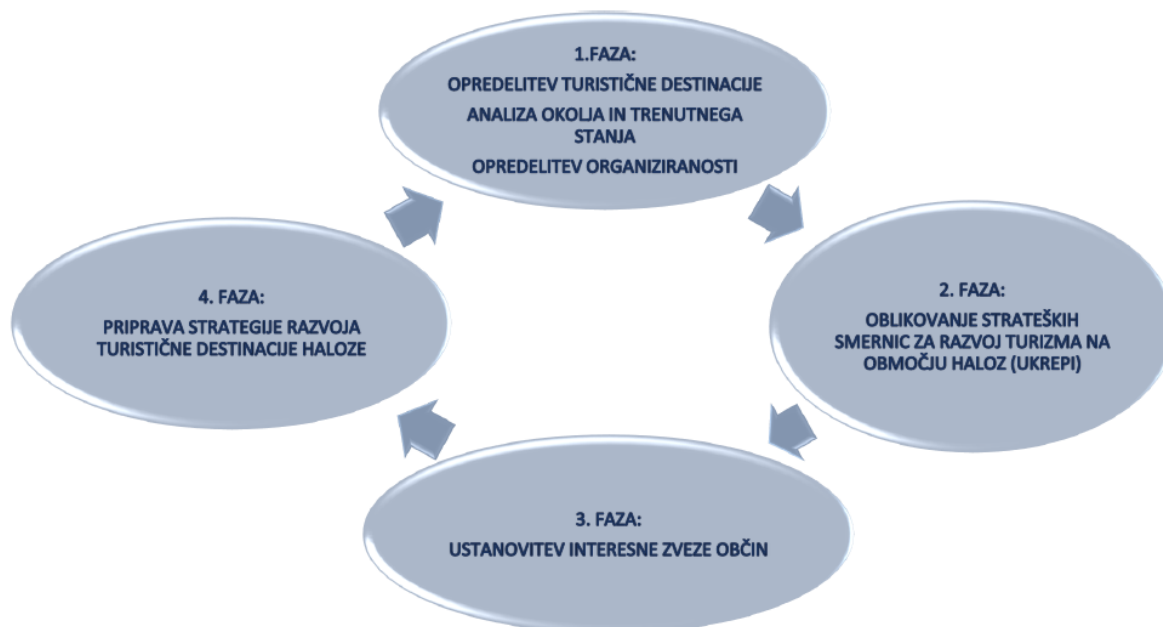 1.FAZA:
OPREDELITEV TURISTIČNE DESTINACIJE
ANALIZA OKOLJA IN TRENUTNEGA
STANJA
OPREDELITEV ORGANIZIRANOSTI
2. FAZA:
OBLIKOVANJE STRATEŠKIH
SMERNIC ZA RAZVOJ TURIZMA NA
OBMOČJU HALOZ (UKREPI)
3. FAZA:
USTANOVITEV INTERESNE ZVEZE OBČIN
4. FAZA:
PRIPRAVA STRATEGIJE RAZVOJA
TURISTIČNE DESTINACIJE HALOZE